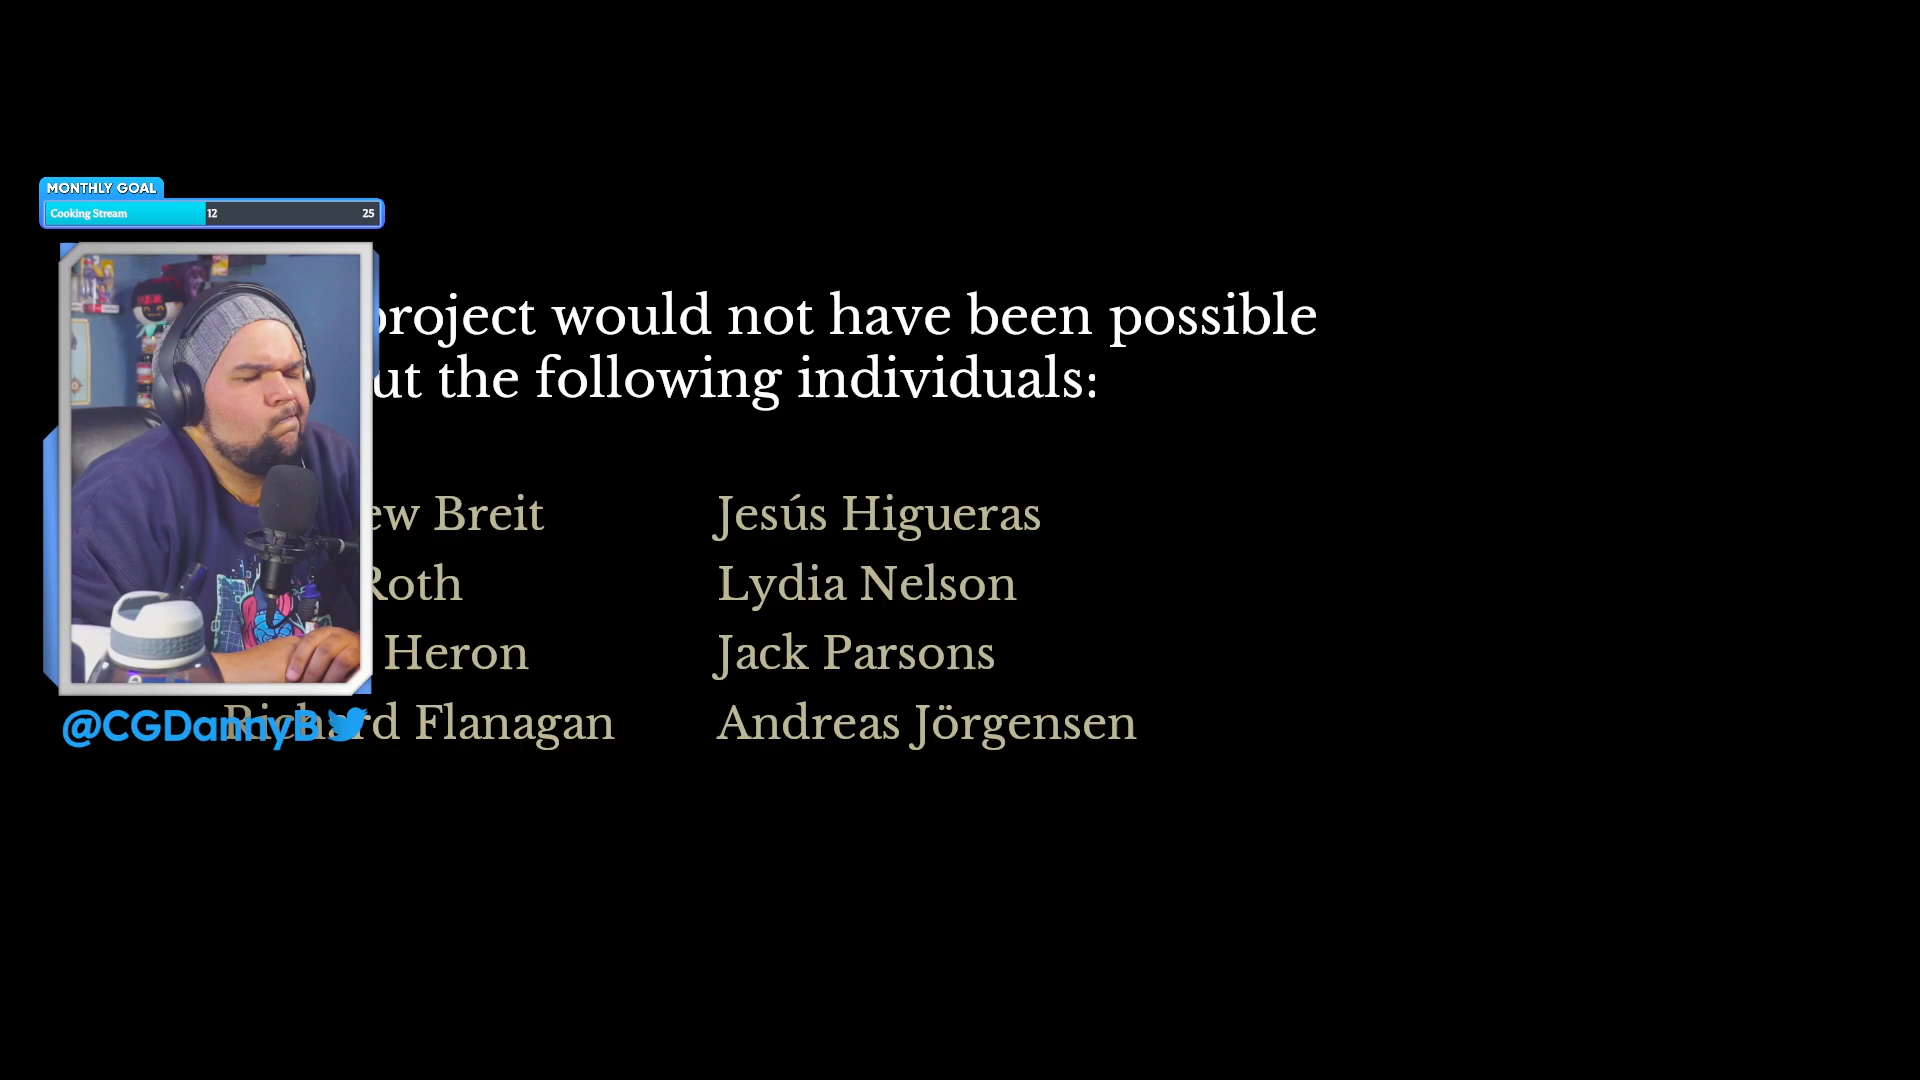 MONTHLY GOAL
Cooking Stream 12 25
project would not have been possible
ut the following individuals:
ew Breit Jesús Higueras
Roth Lydia Nelson
Heron Jack Parsons
Richard Flanagan Andreas Jörgensen
@CGDannyB